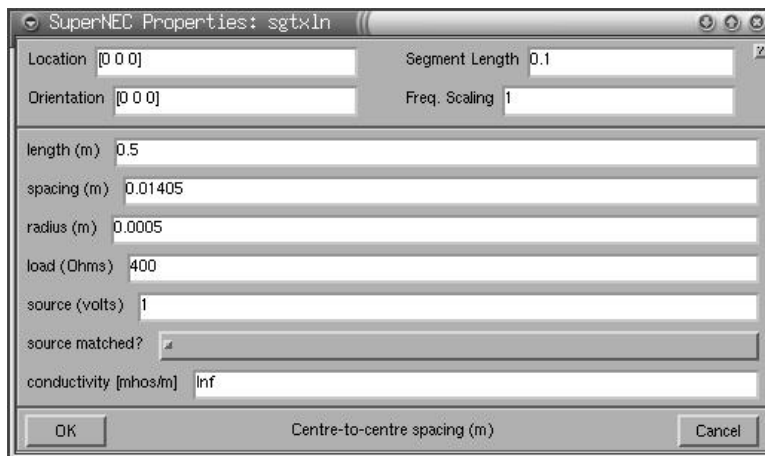 SuperNEC Properties: sgtxln
Location [0 0 0] Segment Length 0.1
Orientation [0 0 0] Freq. Scaling 1
length (m) 0.5
spacing (m) 0.01405
radius (m) 0.0005
load (Ohms) 400
source (volts) 1
source matched?
conductivity [mhos/m] Inf
OK Centre-to-centre spacing (m) Cancel